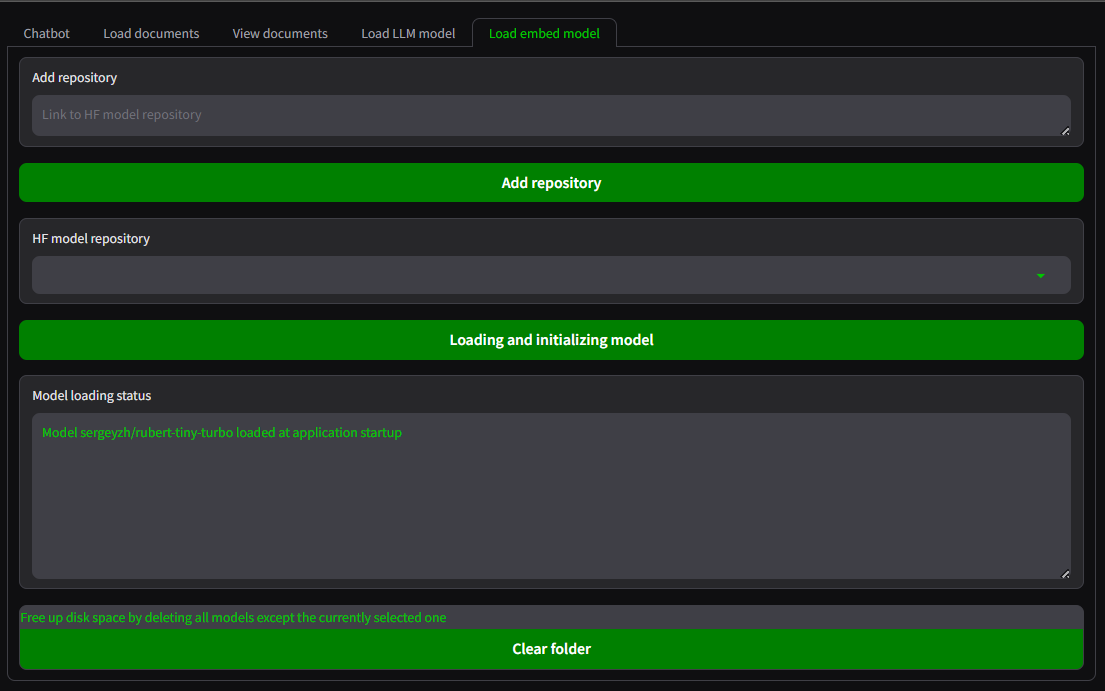 Chatbot Load documents View documents Load LLM model Load embed model
Add repository
Link to HF model repository
Add repository
HF model repository
Loading and initializing model
Model loading status
Model sergeyzh/rubert-tiny-turbo loaded at application startup
Free up disk space by deleting all models except the currently selected one
Clear folder